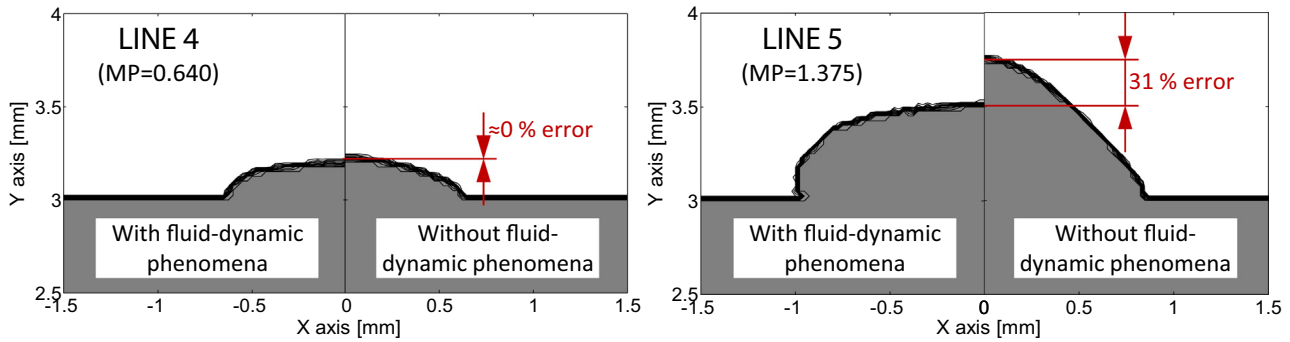 LINE 4
(MP=0.640)
≈0 % error
With fluid-dynamic
phenomena
Without fluid-
dynamic phenomena
Y axis [mm]
4
3.5
3
2.5
-1.5
-1
-0.5
0
0.5
1
1.5
X axis [mm]
LINE 5
(MP=1.375)
31 % error
With fluid-dynamic
phenomena
Without fluid-
dynamic phenomena
Y axis [mm]
4
3.5
3
2.5
-1.5
-1
-0.5
0
0.5
1
1.5
X axis [mm]